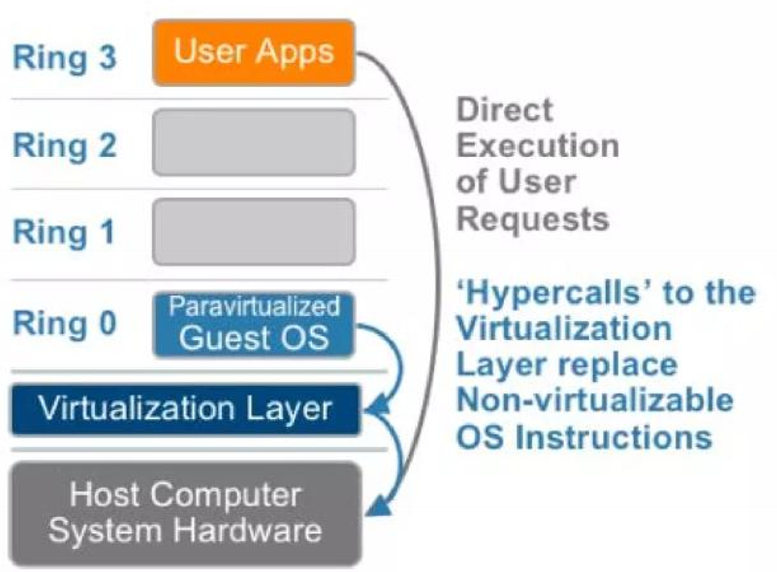 Ring 3
User Apps
Ring 2
Ring 1
Ring 0
Paravirtualized
Guest OS
Virtualization Layer
Host Computer
System Hardware
Direct
Execution
of User
Requests
‘Hypercalls’ to the
Virtualization
Layer replace
Non-virtualizable
OS Instructions